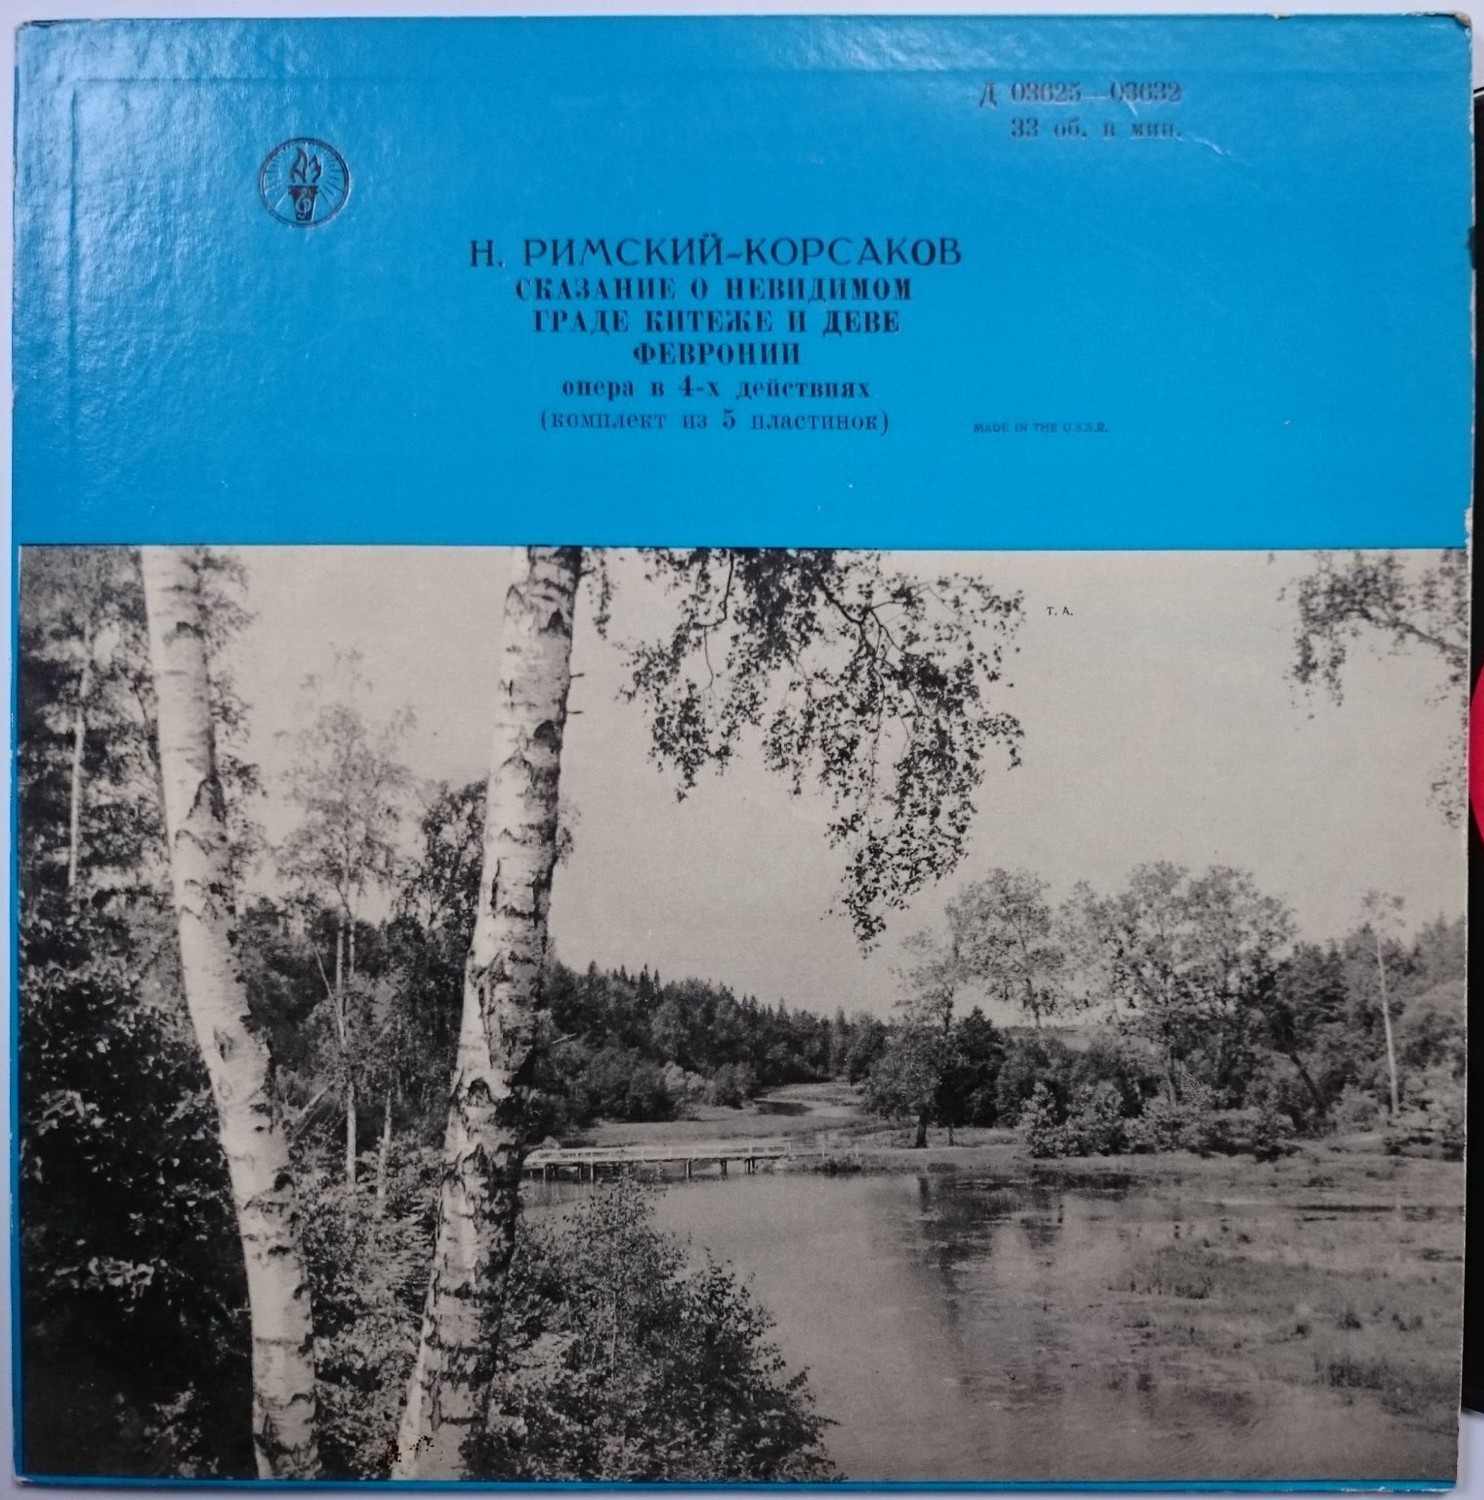 Д 03625—03632
33 об. в мин.
Н. РИМСКИЙ-КОРСАКОВ
СКАЗАНИЕ О НЕВИДИМОМ
ГРАДЕ КИТЕЖЕ И ДЕВЕ
ФЕВРОНИИ
опера в 4-х действиях
(комплект из 5 пластинок)
MADE IN THE U.S.S.R.
Т. А.